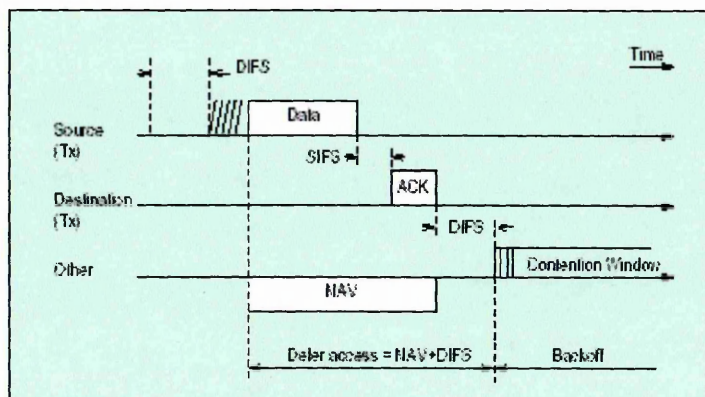 Time
DIFS
Data
Source
(Tx)
SIFS
ACK
Destination
(Tx)
DIFS
Contention Window
Other
NAV
Defer access = NAV+DIFS
Backoff